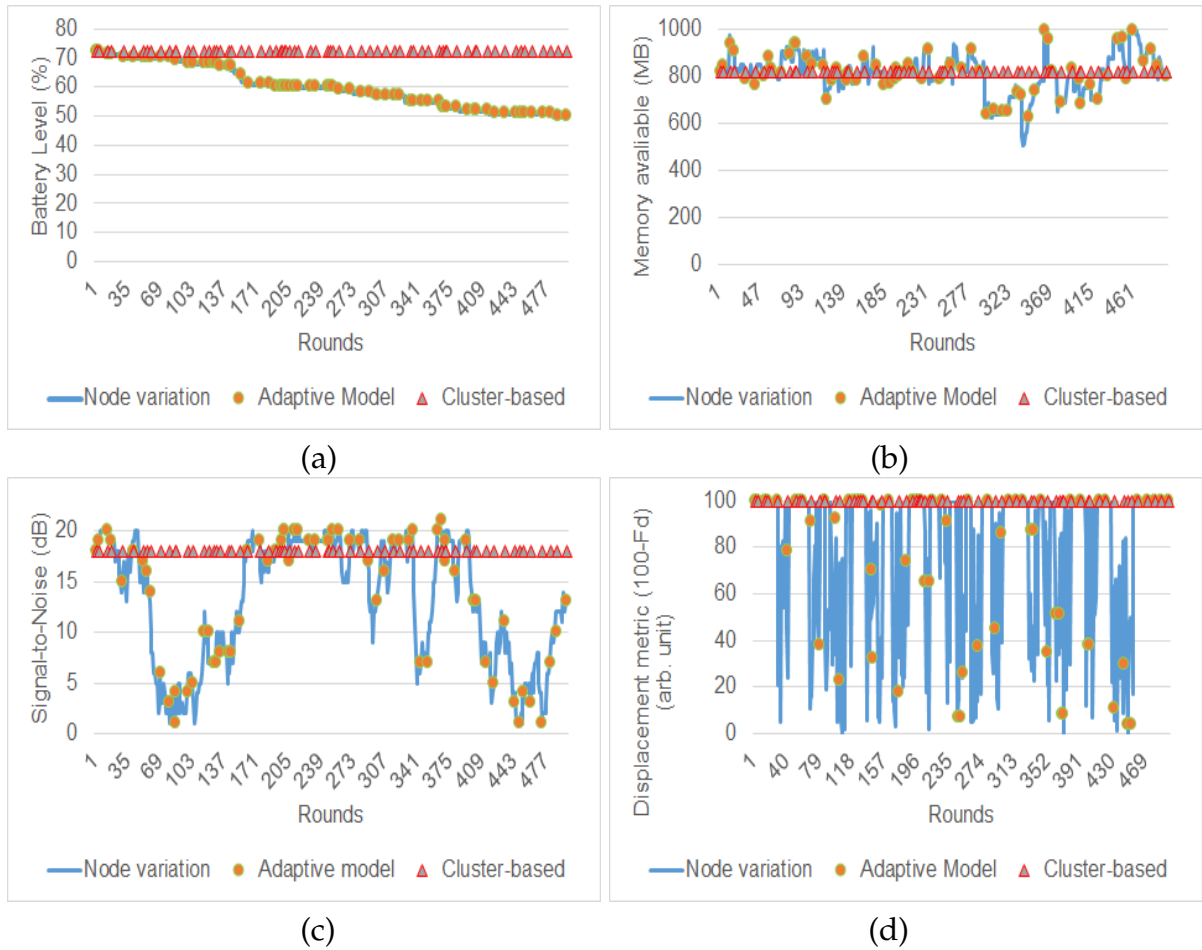 80
70
60
50
40
30
20
10
0
Battery Level (%)
1 35 69 103 137 171 205 239 273 307 341 375 409 443 477
Rounds
Node variation Adaptive Model Cluster-based
(a)
1000
800
600
400
200
0
Memory avaliable (MB)
1 47 93 139 185 231 277 323 369 415 461
Rounds
Node variation Adaptive Model Cluster-based
(b)
20
15
10
5
0
Signal-to-Noise (dB)
1 35 69 103 137 171 205 239 273 307 341 375 409 443 477
Rounds
Node variation Adaptive model Cluster-based
(c)
100
80
60
40
20
0
Displacement metric (100-Fd)
(arb. unit)
1 40 79 118 157 196 235 274 313 352 391 430 469
Rounds
Node variation Adaptive Model Cluster-based
(d)